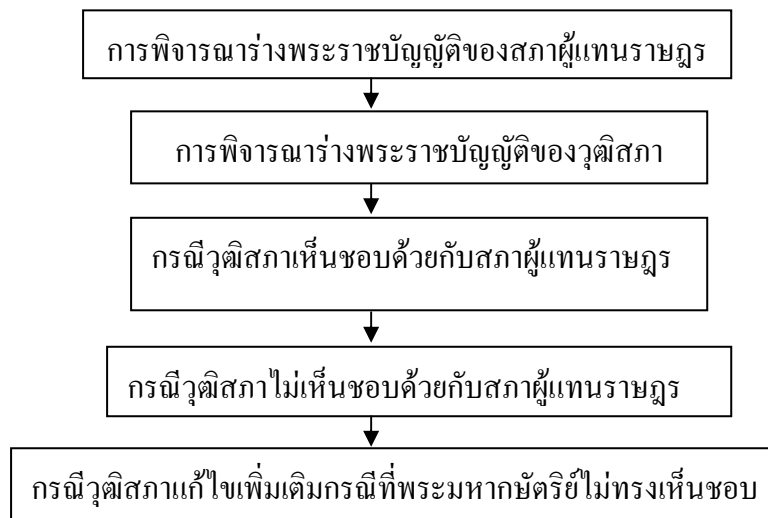 การพิจารณาร่างพระราชบัญญัติของสภาผู้แทนราษฎร
การพิจารณาร่างพระราชบัญญัติของวุฒิสภา
กรณีวุฒิสภาเห็นชอบด้วยกับสภาผู้แทนราษฎร
กรณีวุฒิสภาไม่เห็นชอบด้วยกับสภาผู้แทนราษฎร
กรณีวุฒิสภาแก้ไขเพิ่มเติมกรณีที่พระมหากษัตริย์ไม่ทรงเห็นชอบ